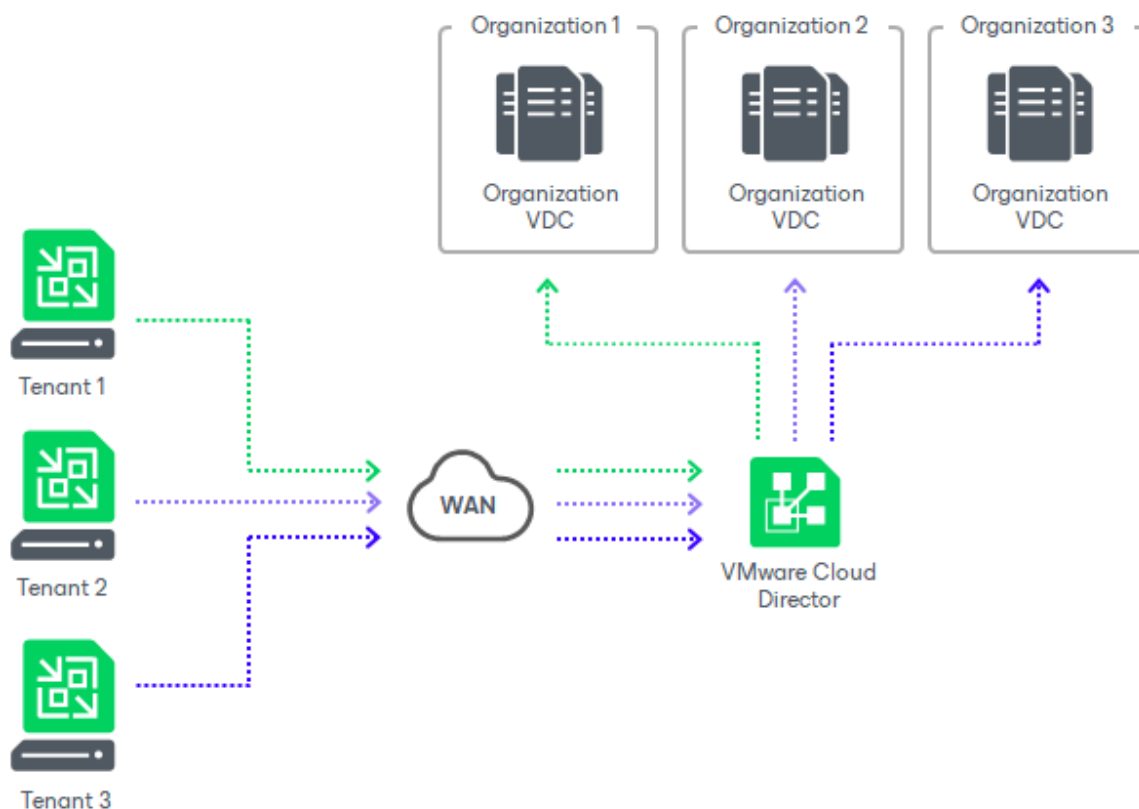 Organization 1
Organization 2
Organization 3
Organization
VDC
Organization
VDC
Organization
VDC
Tenant 1
WAN
Tenant 2
VMware Cloud
Director
Tenant 3